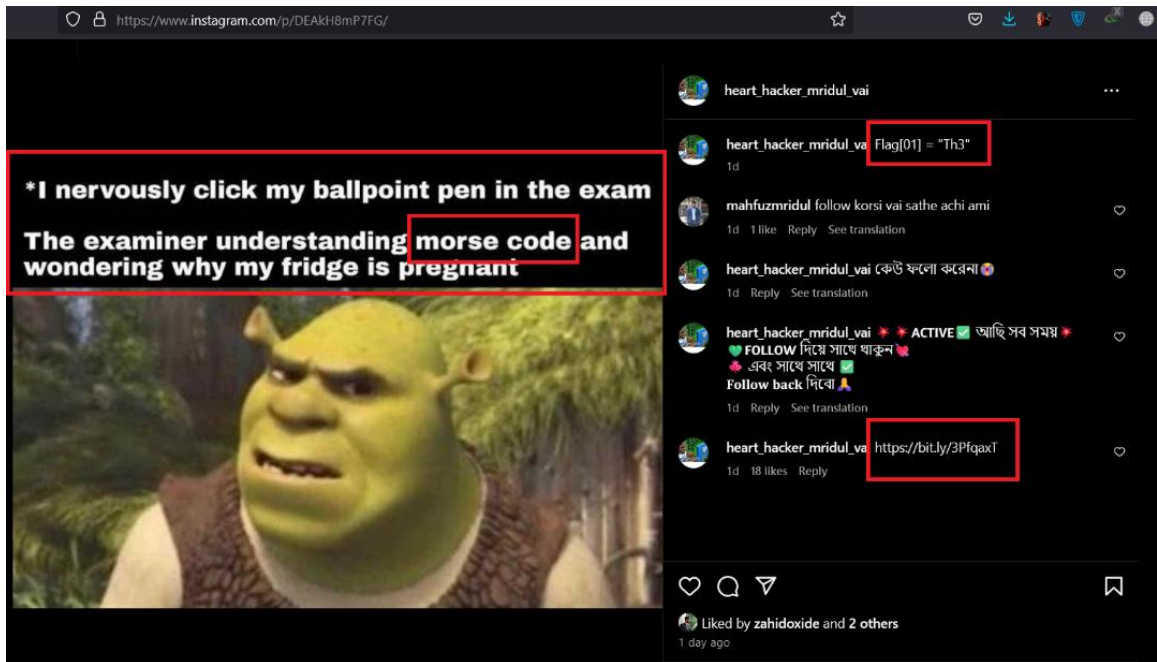 https://www.instagram.com/p/DEAkH8mP7FG/
heart_hacker_mridul_vai
heart_hacker_mridul_va Flag[01] = "Th3"
1d
mahfuzmridul follow korsi vai sathe achi ami
1d 1 like Reply See translation
heart_hacker_mridul_vai কেউ ফলো করেনা😭
1d Reply See translation
heart_hacker_mridul_vai 💥 💥 ACTIVE✅ আছি সব সময়💥
💚FOLLOW দিয়ে সাথে থাকুন💘
🍁 এবং সাথে সাথে ✅
Follow back দিবো🙏
1d Reply See translation
heart_hacker_mridul_va https://bit.ly/3PfqaxT
1d 18 likes Reply
Liked by zahidoxide and 2 others
1 day ago
*I nervously click my ballpoint pen in the exam
The examiner understanding morse code and
wondering why my fridge is pregnant